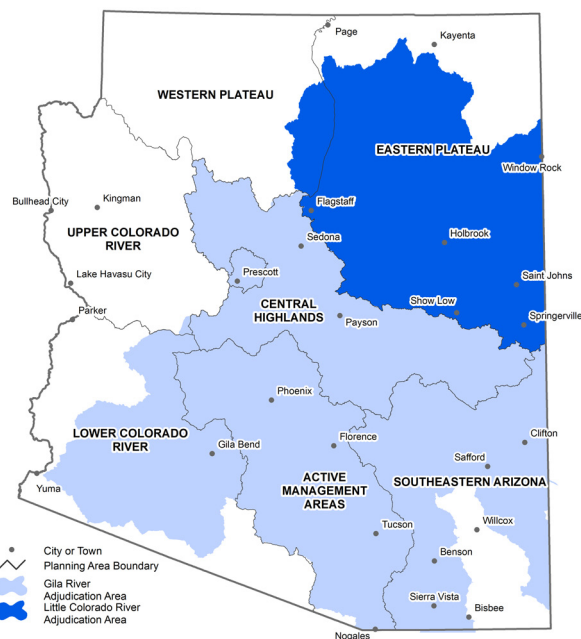 Page
Kayenta
WESTERN PLATEAU
EASTERN PLATEAU
Window Rock
Bullhead City
Kingman
Flagstaff
UPPER COLORADO
RIVER
Sedona
Holbrook
Lake Havasu City
Prescott
Saint Johns
Parker
CENTRAL
HIGHLANDS
Show Low
Payson
Springerville
Phoenix
LOWER COLORADO
RIVER
Gila Bend
Florence
Clifton
Safford
ACTIVE
MANAGEMENT
AREAS
SOUTHEASTERN ARIZONA
Yuma
Tucson
Willcox
Benson
Sierra Vista
Bisbee
Nogales
City or Town
Planning Area Boundary
Gila River
Adjudication Area
Little Colorado River
Adjudication Area